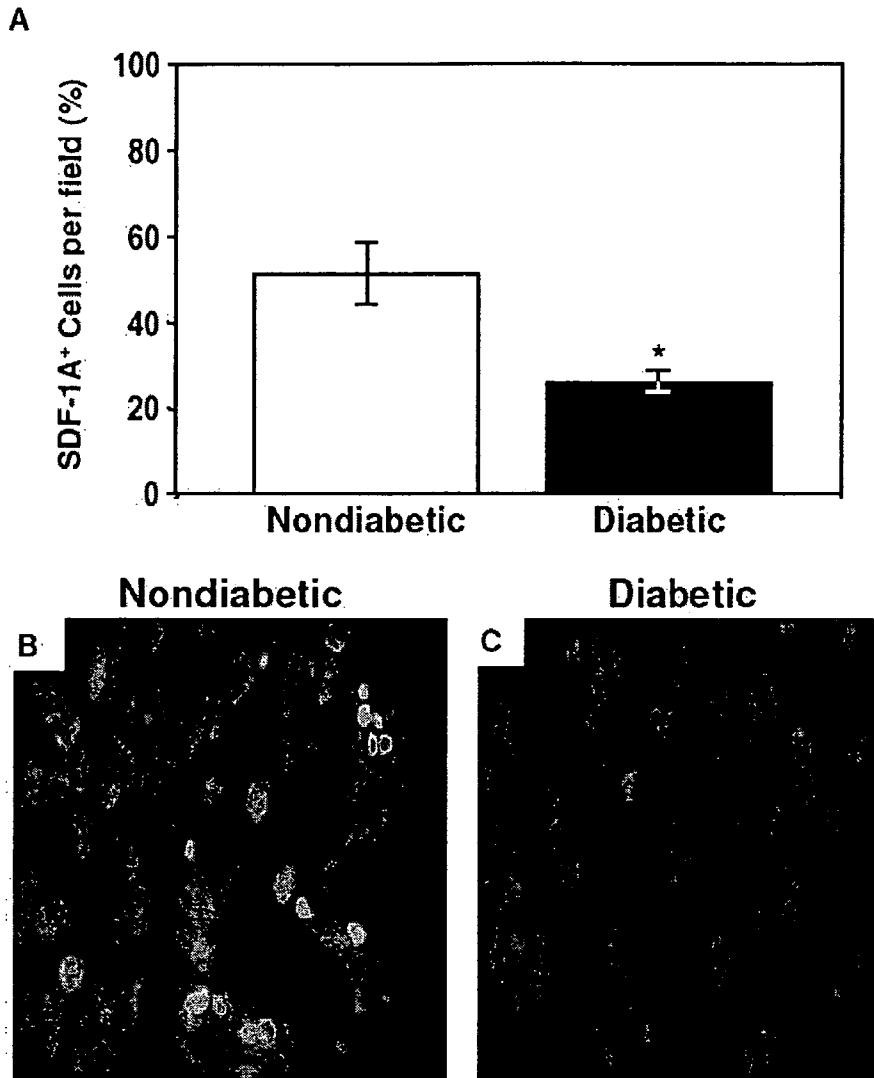 A
SDF-1A⁺ Cells per field (%)
100
80
60
40
20
0
*
Nondiabetic
Diabetic
Nondiabetic
Diabetic
B
C